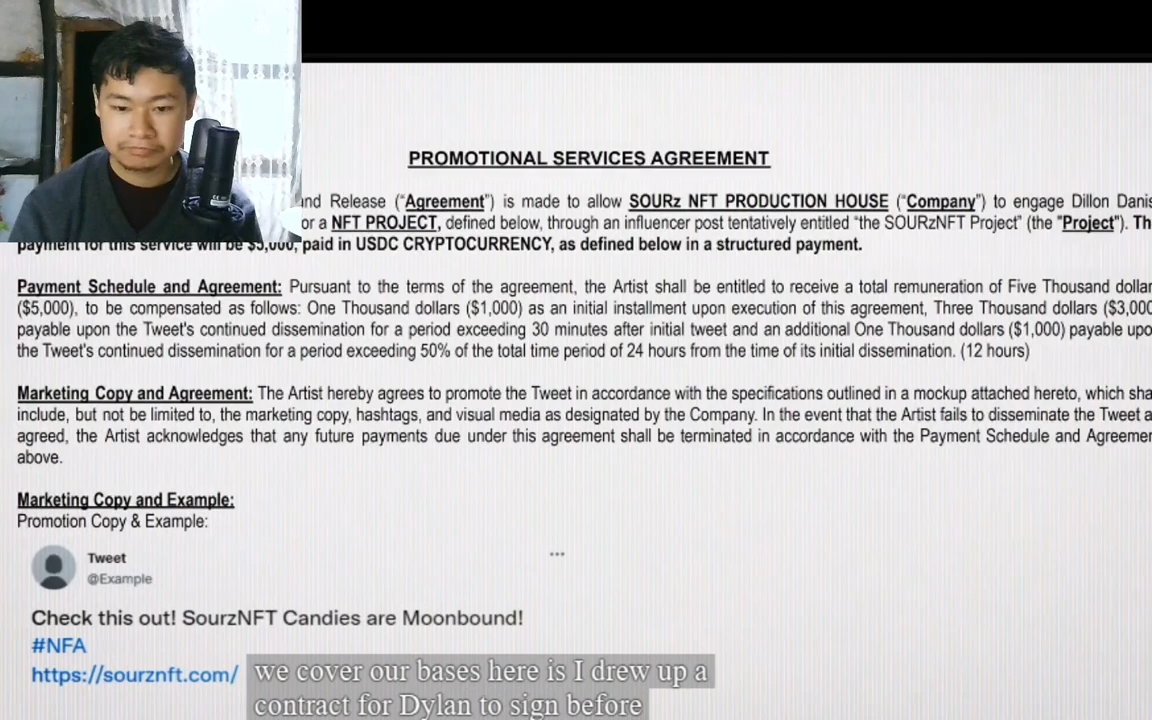 PROMOTIONAL SERVICES AGREEMENT
and Release (“Agreement”) is made to allow SOURz NFT PRODUCTION HOUSE (“Company”) to engage Dillon Danis
or a NFT PROJECT, defined below, through an influencer post tentatively entitled “the SOURzNFT Project” (the "Project"). Th
payment for this service will be $5,000, paid in USDC CRYPTOCURRENCY, as defined below in a structured payment.
Payment Schedule and Agreement: Pursuant to the terms of the agreement, the Artist shall be entitled to receive a total remuneration of Five Thousand dollar
($5,000), to be compensated as follows: One Thousand dollars ($1,000) as an initial installment upon execution of this agreement, Three Thousand dollars ($3,000
payable upon the Tweet's continued dissemination for a period exceeding 30 minutes after initial tweet and an additional One Thousand dollars ($1,000) payable upo
the Tweet's continued dissemination for a period exceeding 50% of the total time period of 24 hours from the time of its initial dissemination. (12 hours)
Marketing Copy and Agreement: The Artist hereby agrees to promote the Tweet in accordance with the specifications outlined in a mockup attached hereto, which sha
include, but not be limited to, the marketing copy, hashtags, and visual media as designated by the Company. In the event that the Artist fails to disseminate the Tweet a
agreed, the Artist acknowledges that any future payments due under this agreement shall be terminated in accordance with the Payment Schedule and Agreemer
above.
Marketing Copy and Example:
Promotion Copy & Example:
Tweet
@Example
Check this out! SourzNFT Candies are Moonbound!
#NFA
https://sourznft.com/
we cover our bases here is I drew up a
contract for Dylan to sign before